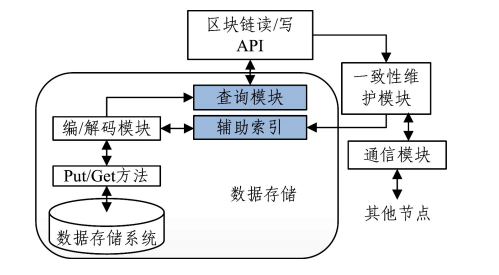 区块链读/写
API
查询模块
一致性维
护模块
编/解码模块
辅助索引
通信模块
Put/Get方法
数据存储
其他节点
数据存储系统